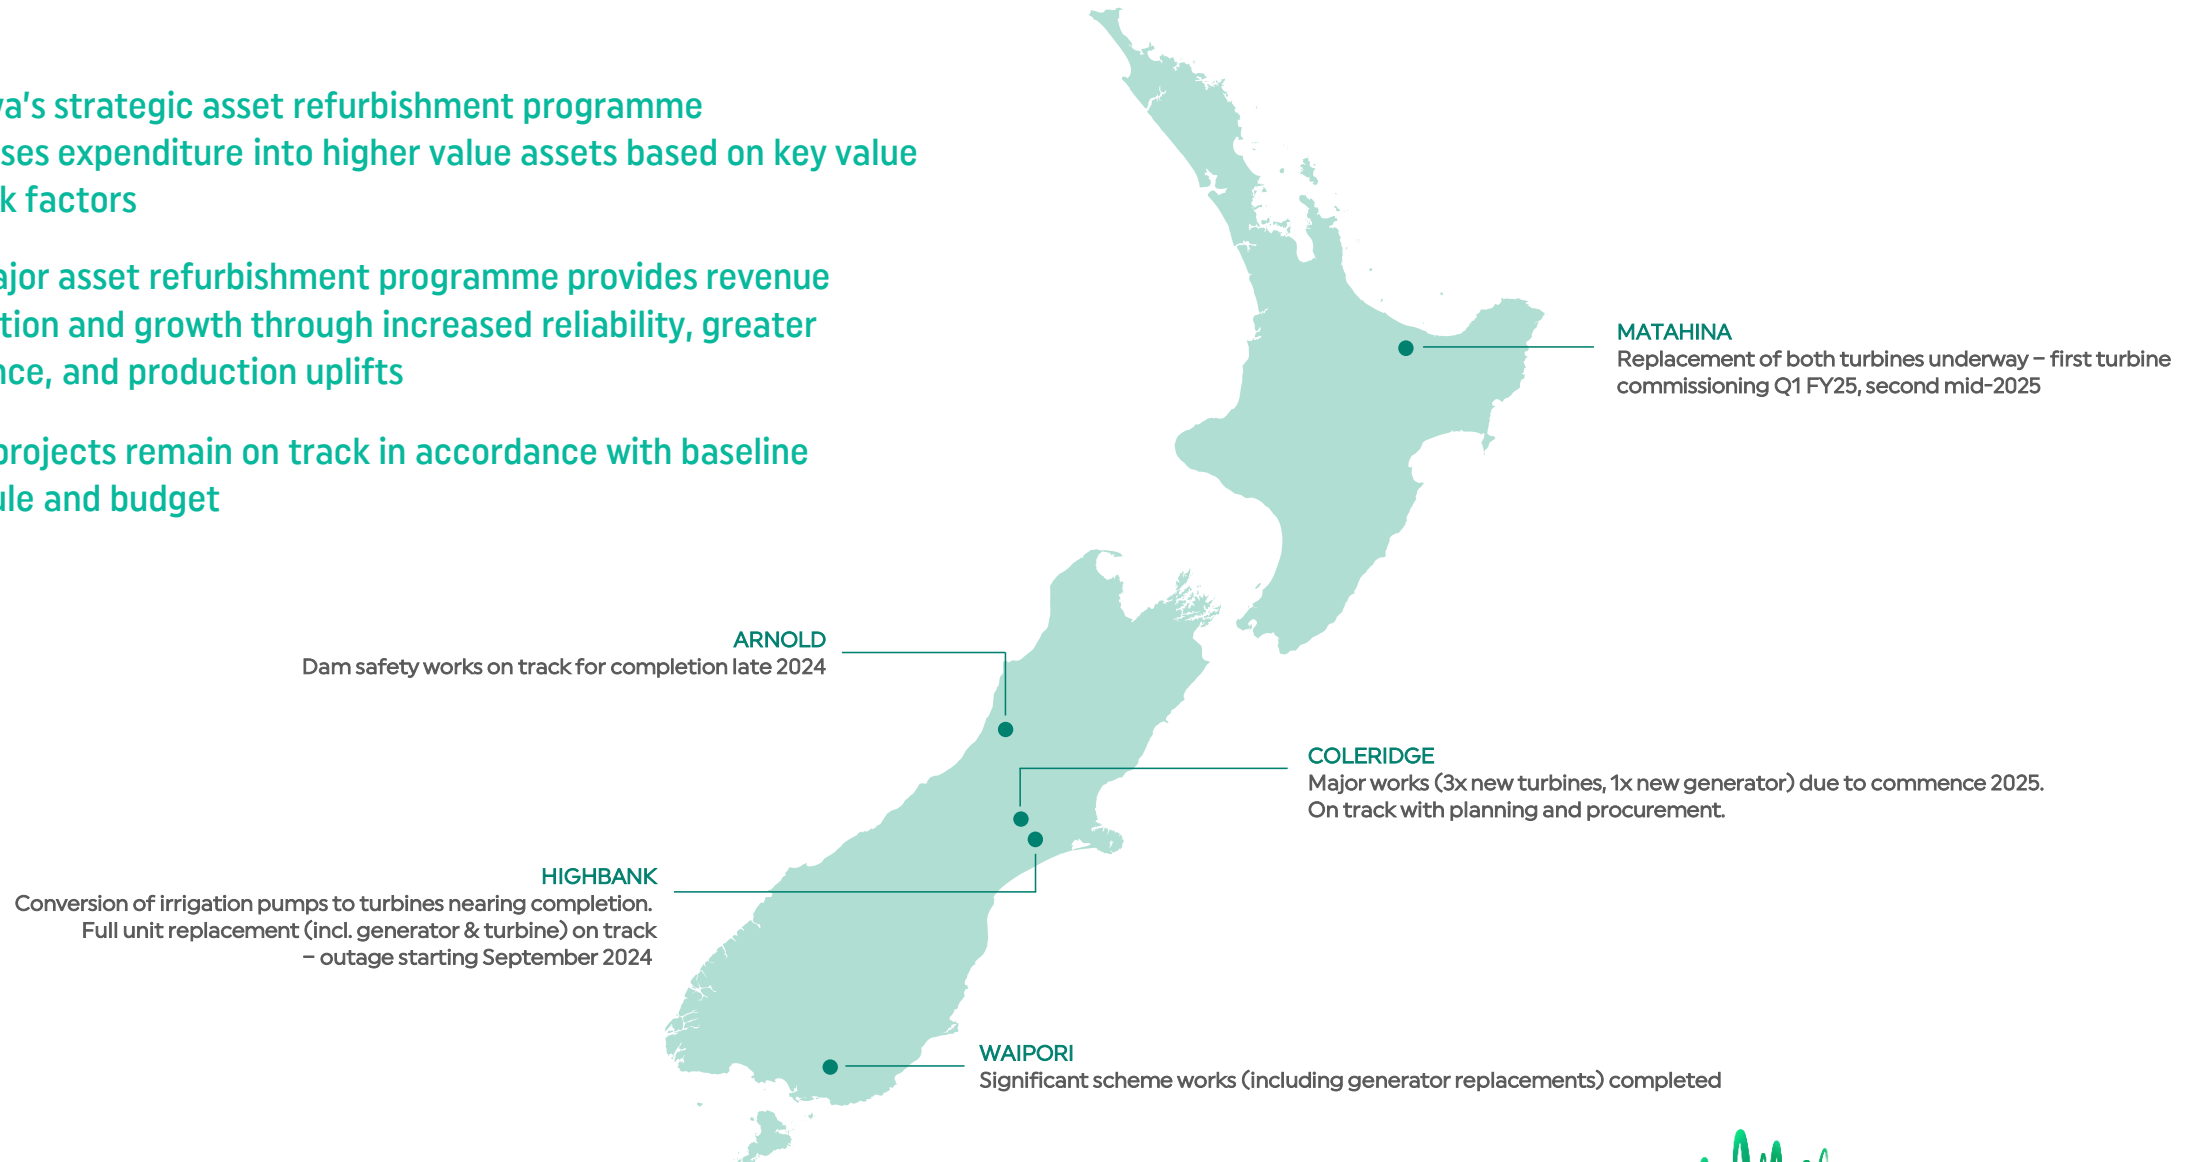 va's strategic asset refurbishment programme
ses expenditure into higher value assets based on key value
k factors
ajor asset refurbishment programme provides revenue
tion and growth through increased reliability, greater
nce, and production uplifts
projects remain on track in accordance with baseline
ule and budget
MATAHINA
Replacement of both turbines underway – first turbine
commissioning Q1 FY25, second mid-2025
ARNOLD
Dam safety works on track for completion late 2024
COLERIDGE
Major works (3x new turbines, 1x new generator) due to commence 2025.
On track with planning and procurement.
HIGHBANK
Conversion of irrigation pumps to turbines nearing completion.
Full unit replacement (incl. generator & turbine) on track
– outage starting September 2024
WAIPORI
Significant scheme works (including generator replacements) completed